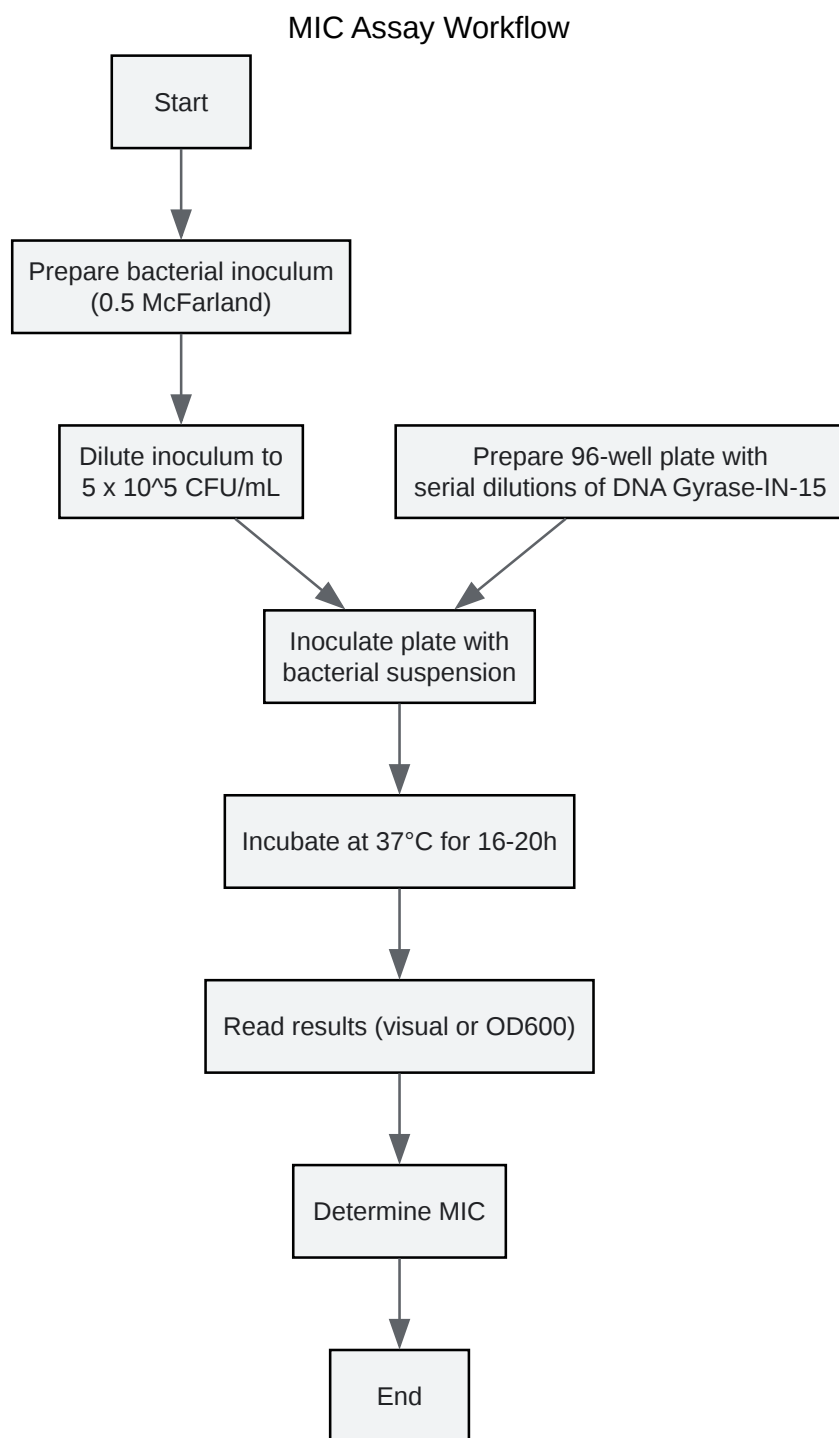 MIC Assay Workflow
Start
Prepare bacterial inoculum
(0.5 McFarland)
Dilute inoculum to
5 x 10^5 CFU/mL
Prepare 96-well plate with
serial dilutions of DNA Gyrase-IN-15
Inoculate plate with
bacterial suspension
Incubate at 37°C for 16-20h
Read results (visual or OD600)
Determine MIC
End